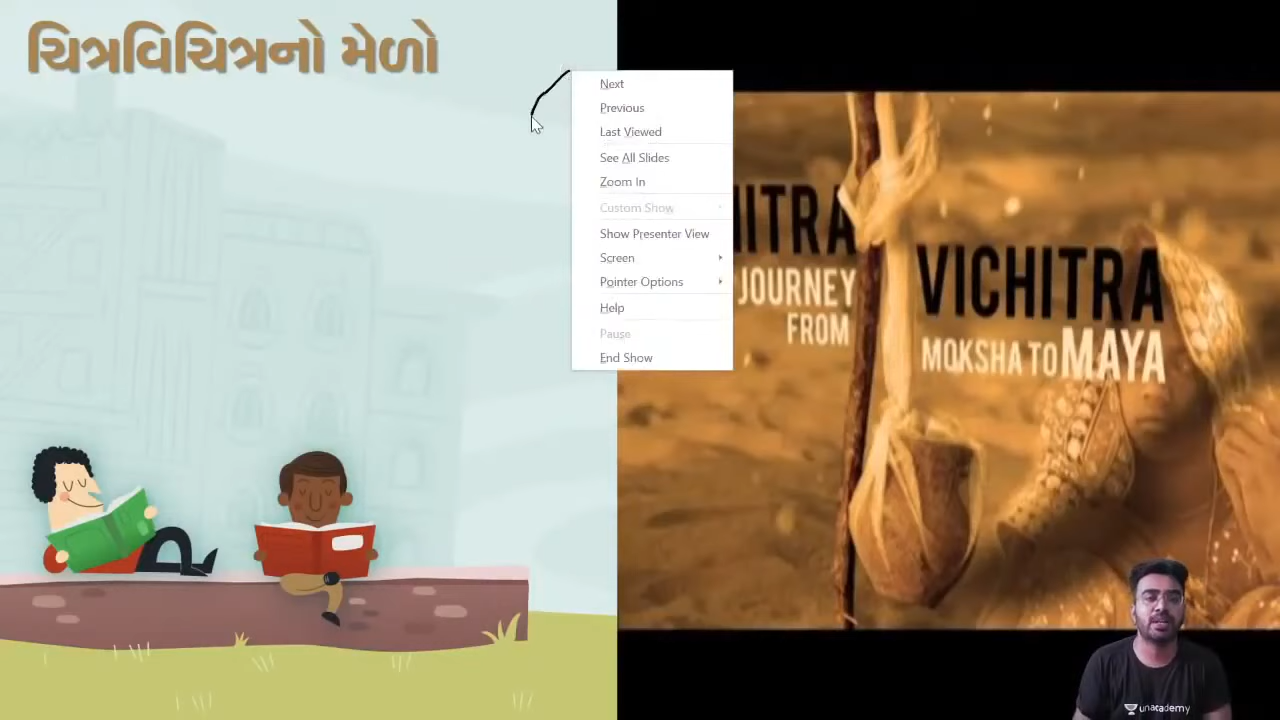 ચિત્રવિચિત્રનો મેળો
Next
Previous
Last Viewed
See All Slides
Zoom In
Custom Show
Show Presenter View
Screen
Pointer Options
Help
Pause
End Show
JOURNEY
FROM
VICHITRA
MOKSHA TO MAYA
unacademy